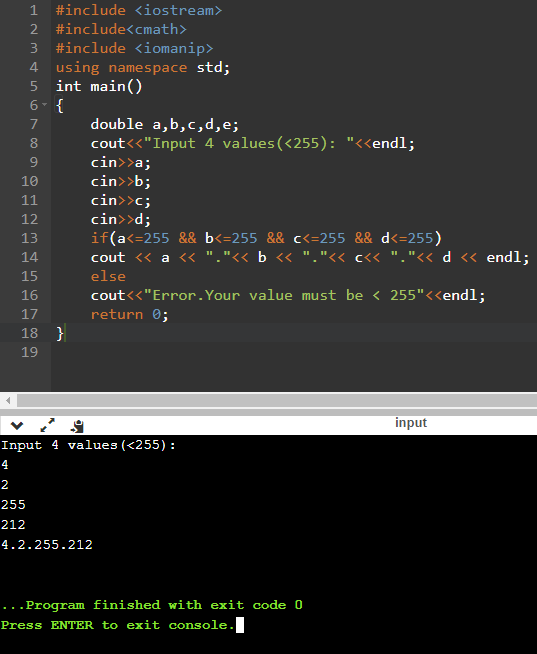 1 #include <iostream>
2 #include<cmath>
3 #include <iomanip>
4 using namespace std;
5 int main()
6 {
7 double a,b,c,d,e;
8 cout<<"Input 4 values(<255): "<<endl;
9 cin>>a;
10 cin>>b;
11 cin>>c;
12 cin>>d;
13 if(a<=255 && b<=255 && c<=255 && d<=255)
14 cout << a << "."<< b << "."<< c<< "."<< d << endl;
15 else
16 cout<<"Error.Your value must be < 255"<<endl;
17 return 0;
18 }
19
input
Input 4 values(<255):
4
2
255
212
4.2.255.212
...Program finished with exit code 0
Press ENTER to exit console.